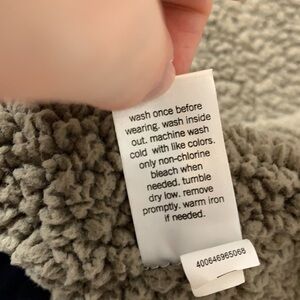 wash once before
wearing. wash inside
out. machine wash
cold with like colors.
only non-chlorine
bleach when
needed. tumble
dry low. remove
promptly. warm iron
if needed.
400646965068